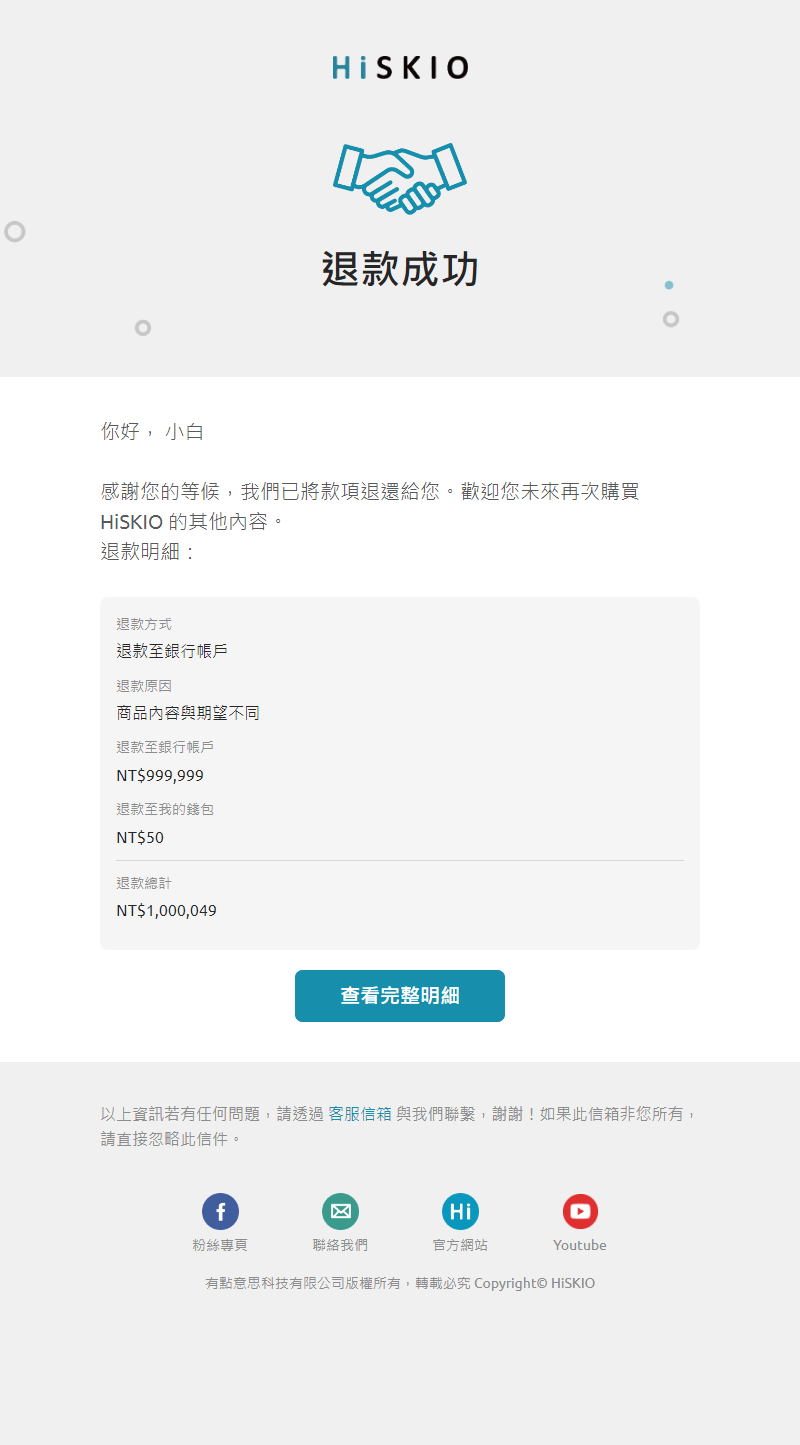 HiSKIO
退款成功
你好， 小白
感謝您的等候，我們已將款項退還給您。歡迎您未來再次購買
HiSKIO 的其他內容。
退款明細：
退款方式
退款至銀行帳戶
退款原因
商品內容與期望不同
退款至銀行帳戶
NT$999,999
退款至我的錢包
NT$50
退款總計
NT$1,000,049
查看完整明細
以上資訊若有任何問題，請透過 客服信箱 與我們聯繫，謝謝！如果此信箱非您所有，
請直接忽略此信件。
f Hi
粉絲專頁 聯絡我們 官方網站 Youtube
有點意思科技有限公司版權所有，轉載必究 Copyright© HiSKIO